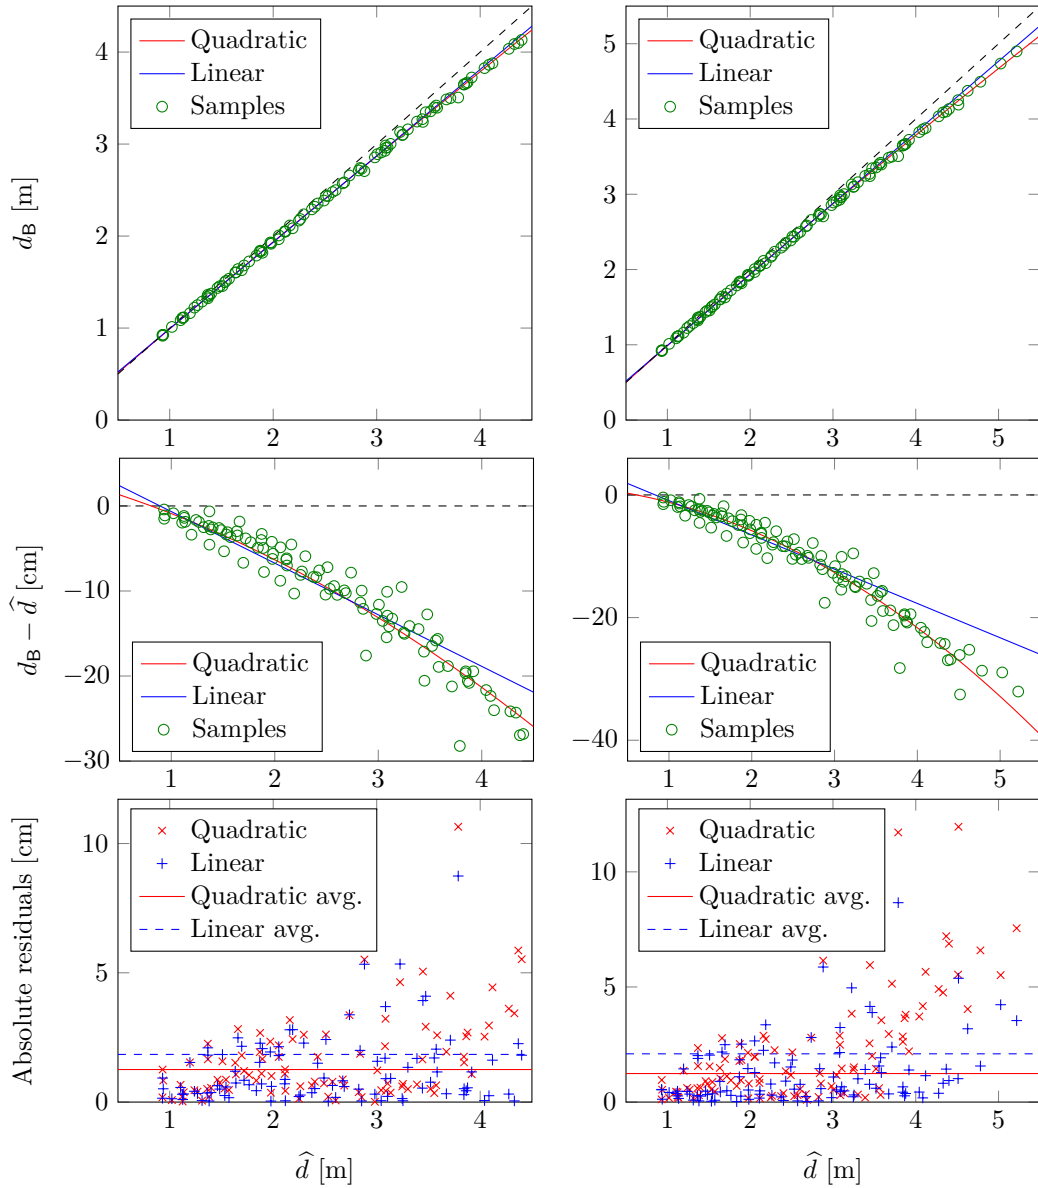 4
3
2
1
0
d_B [m]
Quadratic
Linear
Samples
1 2 3 4
5
4
3
2
1
0
Quadratic
Linear
Samples
1 2 3 4 5
0
−10
−20
−30
d_B − d̂ [cm]
Quadratic
Linear
Samples
1 2 3 4
0
−20
−40
Quadratic
Linear
Samples
1 2 3 4 5
10
5
0
Absolute residuals [cm]
Quadratic
Linear
Quadratic avg.
Linear avg.
1 2 3 4
d̂ [m]
10
5
0
Quadratic
Linear
Quadratic avg.
Linear avg.
1 2 3 4 5
d̂ [m]